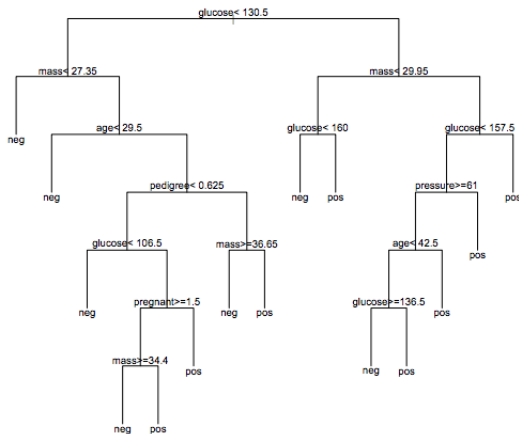 glucose< 130.5
mass< 27.35
mass< 29.95
neg
age< 29.5
glucose< 160
glucose< 157.5
neg
pedigree< 0.625
neg
pos
pressure>=61
pos
glucose< 106.5
mass>=36.65
age< 42.5
pos
neg
pregnant>=1.5
neg
pos
glucose>=136.5
pos
mass>=34.4
pos
neg
pos
neg
pos